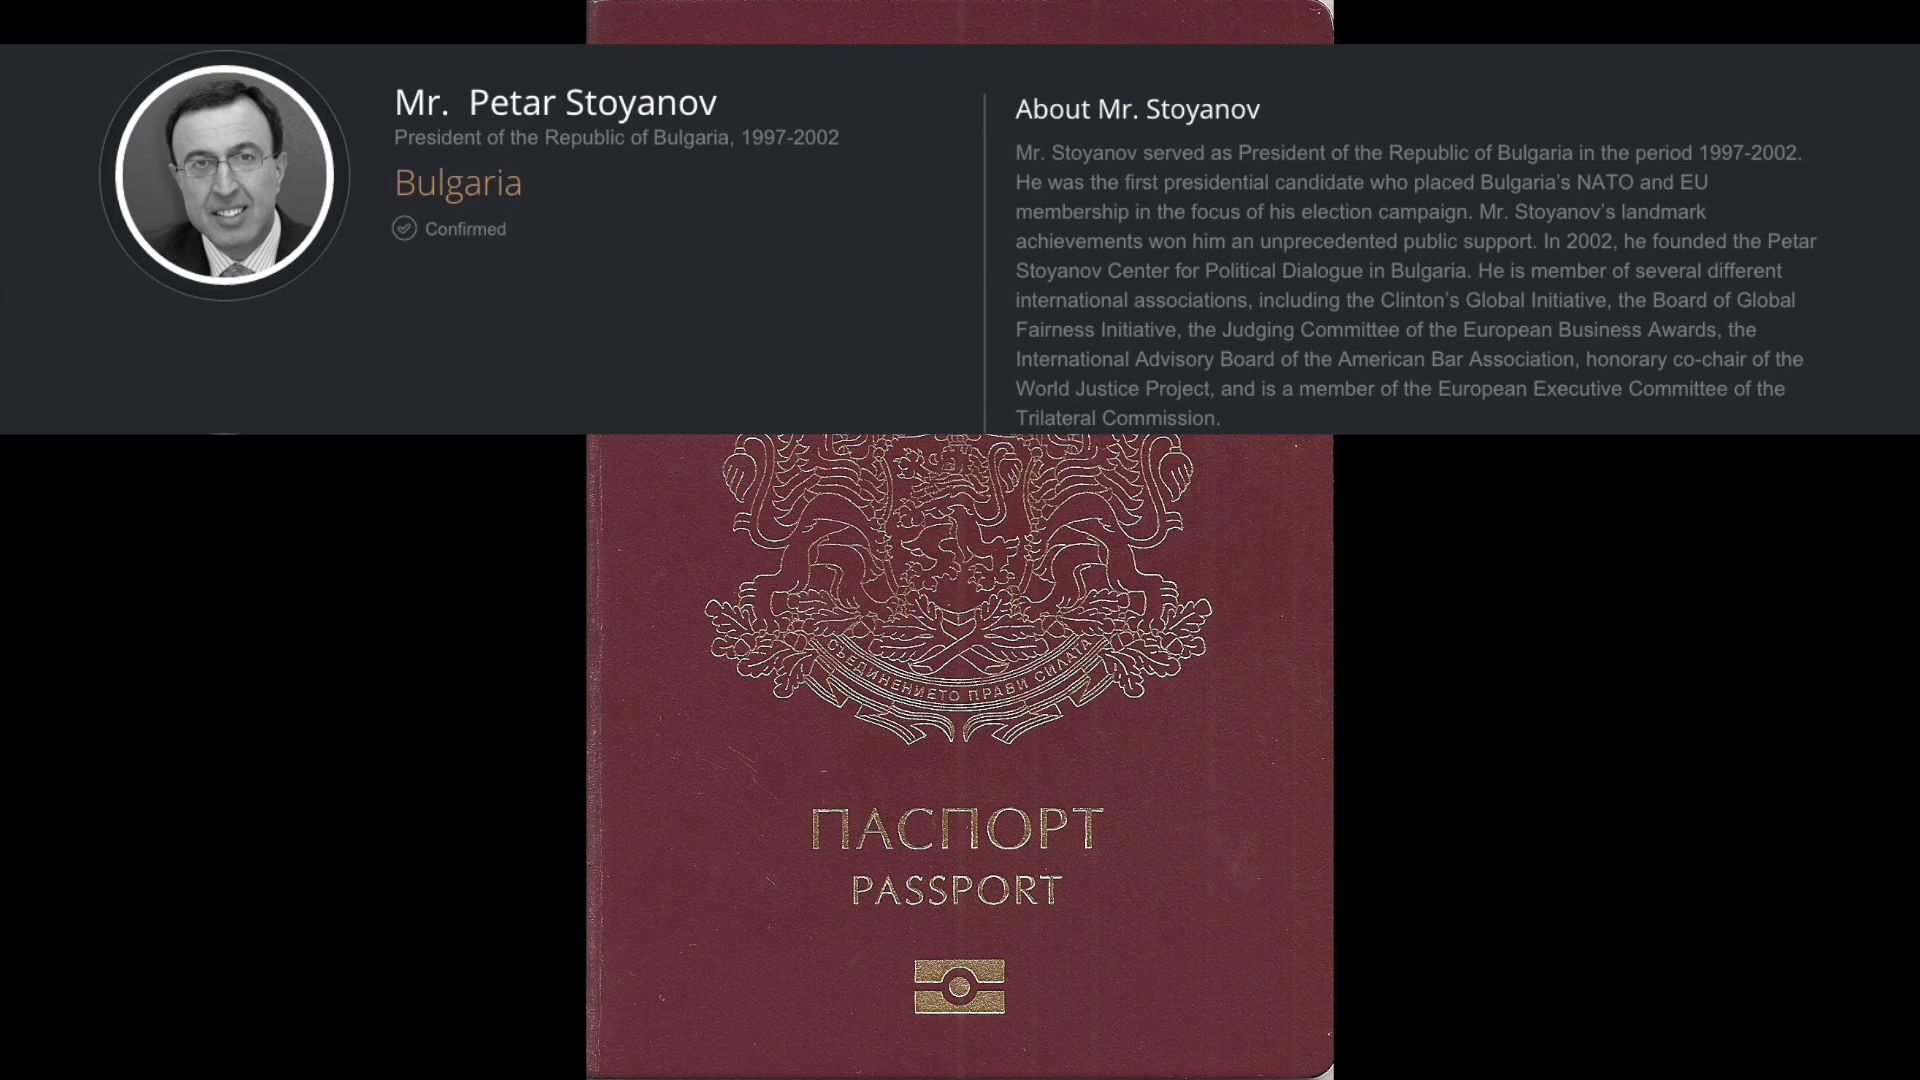 Mr.  Petar Stoyanov
President of the Republic of Bulgaria, 1997-2002
Bulgaria
Confirmed
About Mr. Stoyanov
Mr. Stoyanov served as President of the Republic of Bulgaria in the period 1997-2002.
He was the first presidential candidate who placed Bulgaria’s NATO and EU
membership in the focus of his election campaign. Mr. Stoyanov’s landmark
achievements won him an unprecedented public support. In 2002, he founded the Petar
Stoyanov Center for Political Dialogue in Bulgaria. He is member of several different
international associations, including the Clinton’s Global Initiative, the Board of Global
Fairness Initiative, the Judging Committee of the European Business Awards, the
International Advisory Board of the American Bar Association, honorary co-chair of the
World Justice Project, and is a member of the European Executive Committee of the
Trilateral Commission.
СЪЕДИНЕНИЕТО ПРАВИ СИЛАТА
ПАСПОРТ
PASSPORT